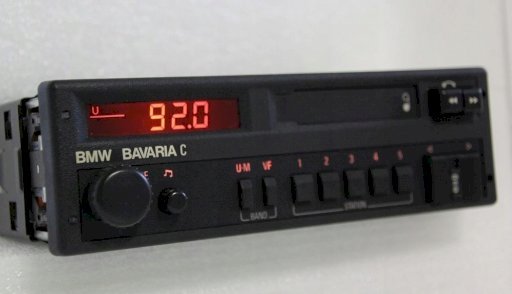 U 92.0
BMW BAVARIA C
U-M VF 1 2 3 4 5
BAND STATION